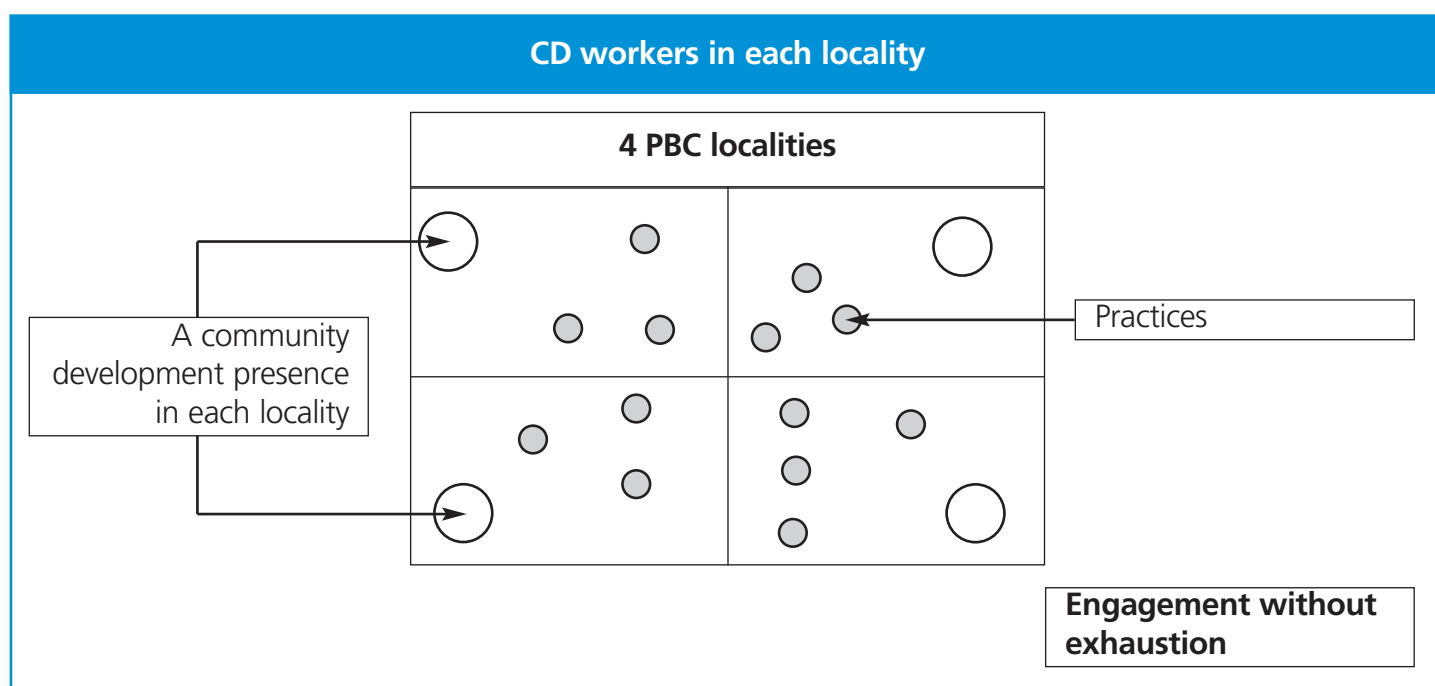 CD workers in each locality
4 PBC localities
A community
development presence
in each locality
Practices
Engagement without
exhaustion